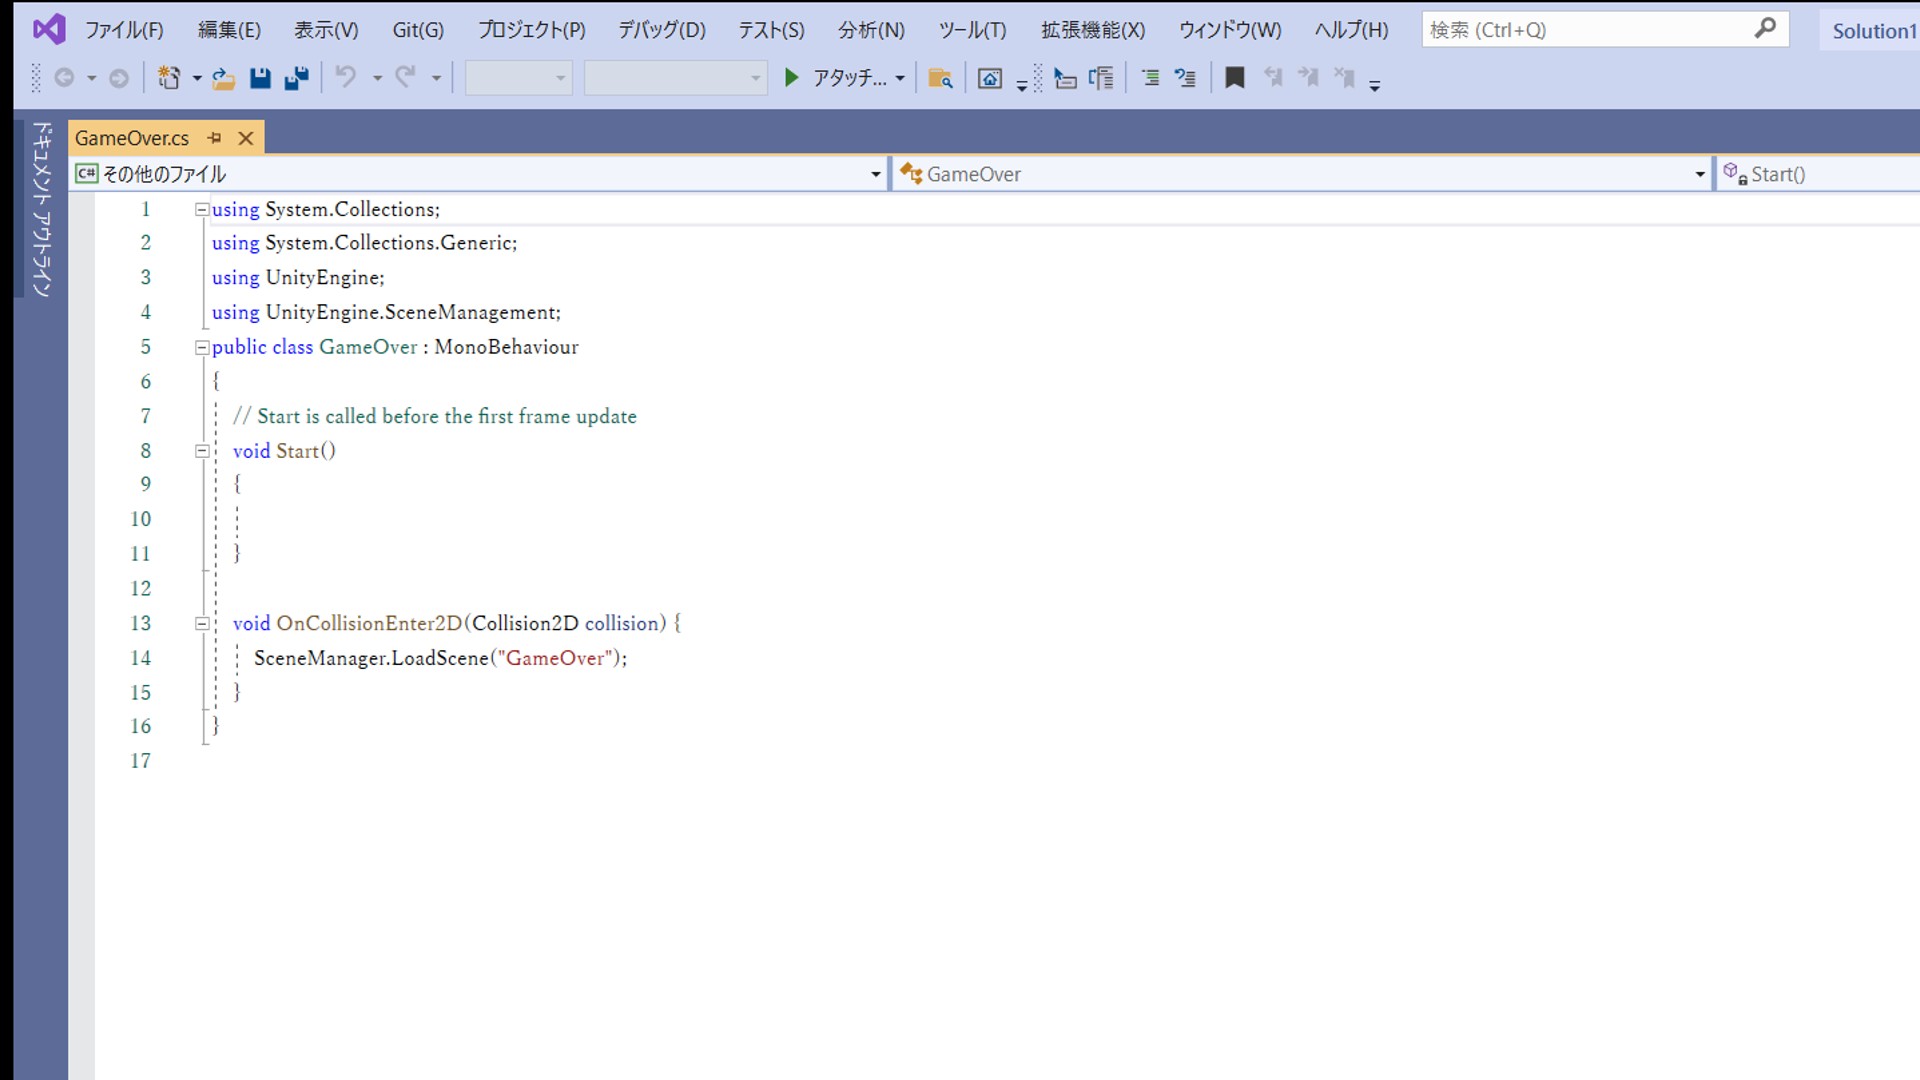 ファイル(F) 編集(E) 表示(V) Git(G) プロジェクト(P) デバッグ(D) テスト(S) 分析(N) ツール(T) 拡張機能(X) ウィンドウ(W) ヘルプ(H) 検索 (Ctrl+Q) Solution1
アタッチ...
ドキュメント アウトライン
GameOver.cs
C# その他のファイル GameOver Start()
1 using System.Collections;
2 using System.Collections.Generic;
3 using UnityEngine;
4 using UnityEngine.SceneManagement;
5 public class GameOver : MonoBehaviour
6 {
7 // Start is called before the first frame update
8 void Start()
9 {
10
11 }
12
13 void OnCollisionEnter2D(Collision2D collision) {
14 SceneManager.LoadScene("GameOver");
15 }
16 }
17